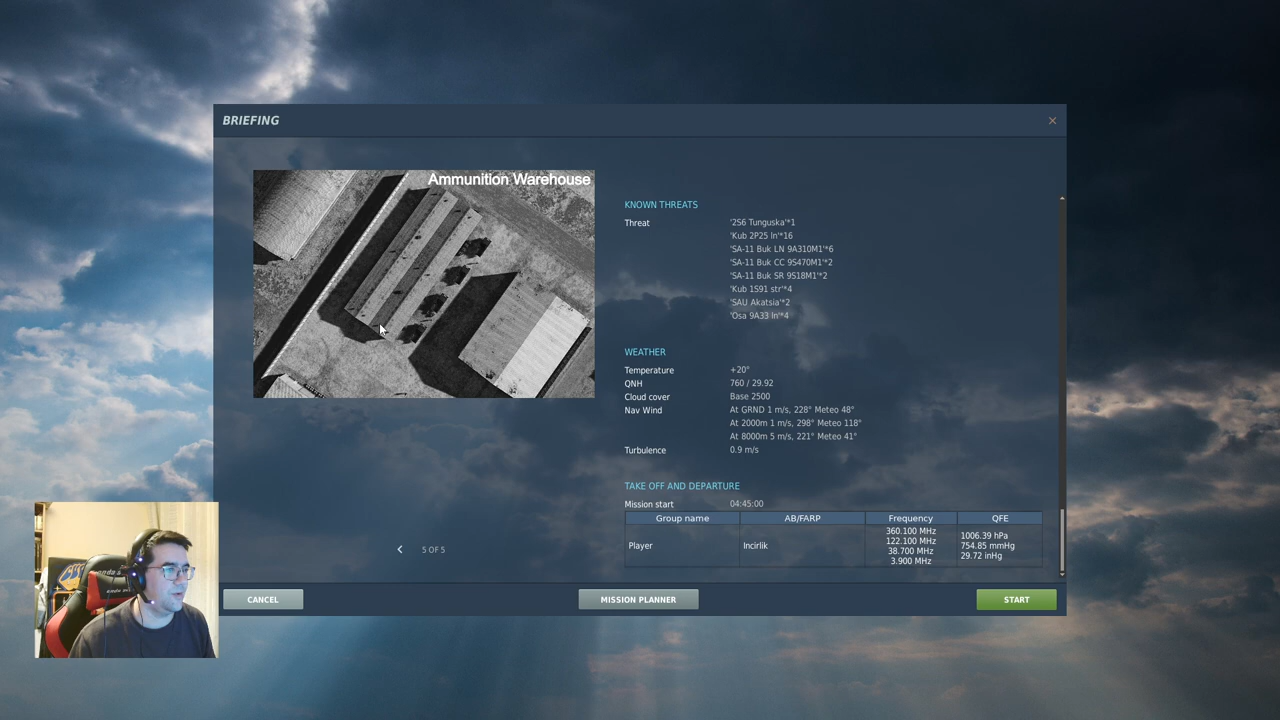 BRIEFING
Ammunition Warehouse
5 OF 5
KNOWN THREATS
Threat '2S6 Tunguska'*1
'Kub 2P25 ln'*16
'SA-11 Buk LN 9A310M1'*6
'SA-11 Buk CC 9S470M1'*2
'SA-11 Buk SR 9S18M1'*2
'Kub 1S91 str'*4
'SAU Akatsia'*2
'Osa 9A33 ln'*4
WEATHER
Temperature +20°
QNH 760 / 29.92
Cloud cover Base 2500
Nav Wind At GRND 1 m/s, 228° Meteo 48°
At 2000m 1 m/s, 298° Meteo 118°
At 8000m 5 m/s, 221° Meteo 41°
Turbulence 0.9 m/s
TAKE OFF AND DEPARTURE
Mission start 04:45:00
Group name AB/FARP Frequency QFE
Player Incirlik
360.100 MHz
122.100 MHz
38.700 MHz
3.900 MHz
1006.39 hPa
754.85 mmHg
29.72 inHg
CANCEL MISSION PLANNER START